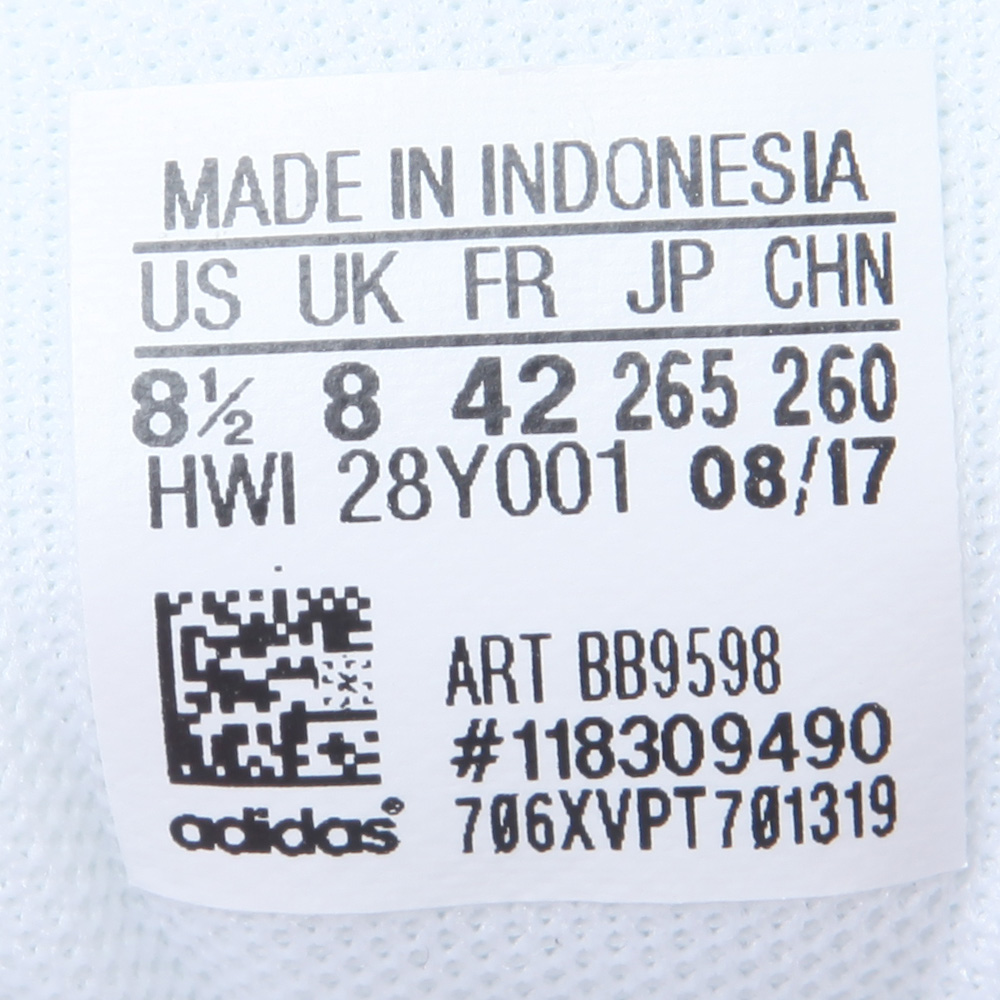 MADE IN INDONESIA
US UK FR JP CHN
8½ 8 42 265 260
HWI 28Y001 08/17
ART BB9598
#118309490
adidas® 706XVPT701319